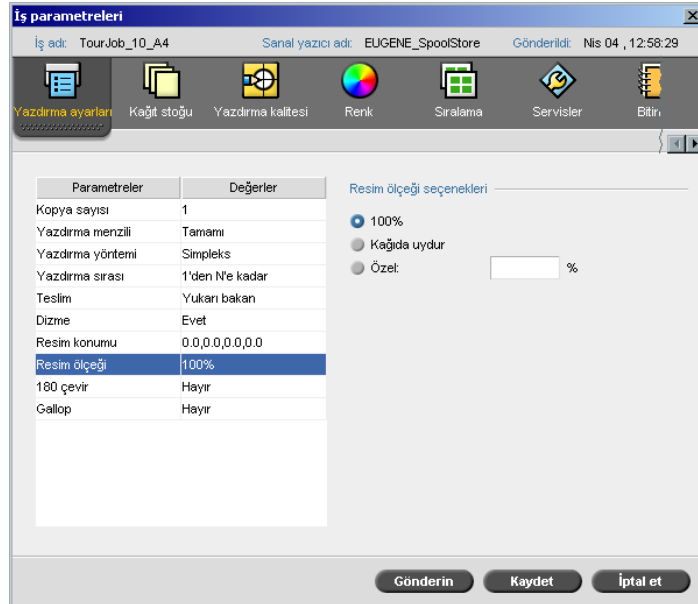 İş parametreleri
İş adı: TourJob_10_A4 Sanal yazıcı adı: EUGENE_SpoolStore Gönderildi: Nis 04 , 12:58:29
Yazdırma ayarları Kağıt stoğu Yazdırma kalitesi Renk Sıralama Servisler Bitiri
Parametreler Değerler
Kopya sayısı 1
Yazdırma menzili Tamamı
Yazdırma yöntemi Simpleks
Yazdırma sırası 1'den N'e kadar
Teslim Yukarı bakan
Dizme Evet
Resim konumu 0.0,0.0,0.0,0.0
Resim ölçeği 100%
180 çevir Hayır
Gallop Hayır
Resim ölçeği seçenekleri
100%
Kağıda uydur
Özel: %
Gönderin Kaydet İptal et